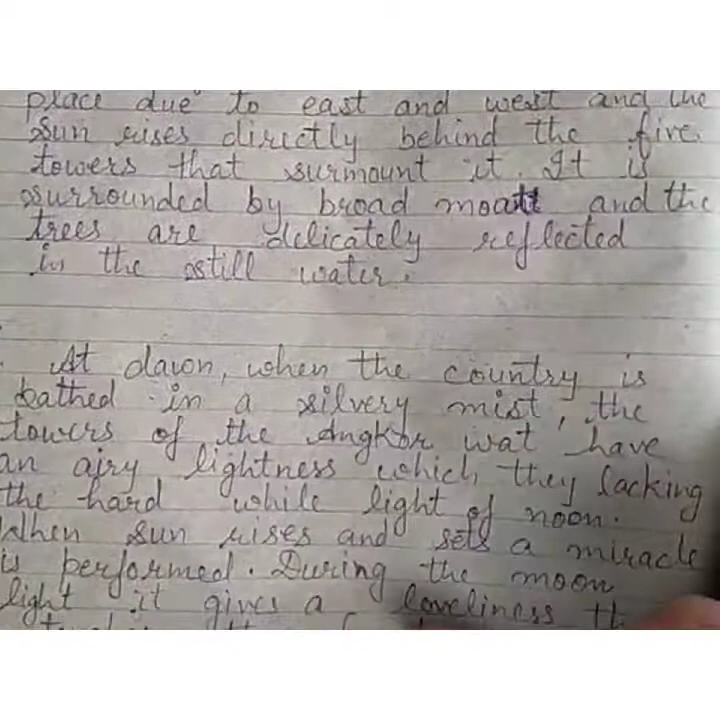 place due to east and west and the
Sun rises directly behind the five
towers that surmount it. It is
surrounded by broad moatt and the
trees are delicately reflected
in the still water.
At dawon, when the country is
bathed in a silvery mist, the
towers of the Angkor wat have
an airy lightness which they lacking
the hard while light of noon.
When sun rises and sets a miracle
is performed. During the moon
light it gives a loveliness